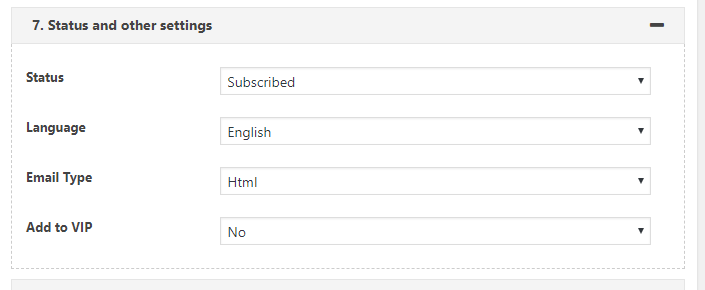 7. Status and other settings
Status
Subscribed
Language
English
Email Type
Html
Add to VIP
No